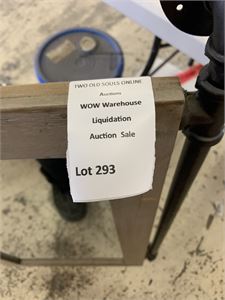 TWO OLD SOULS ONLINE
Auctions
WOW Warehouse
Liquidation
Auction Sale
Lot 293